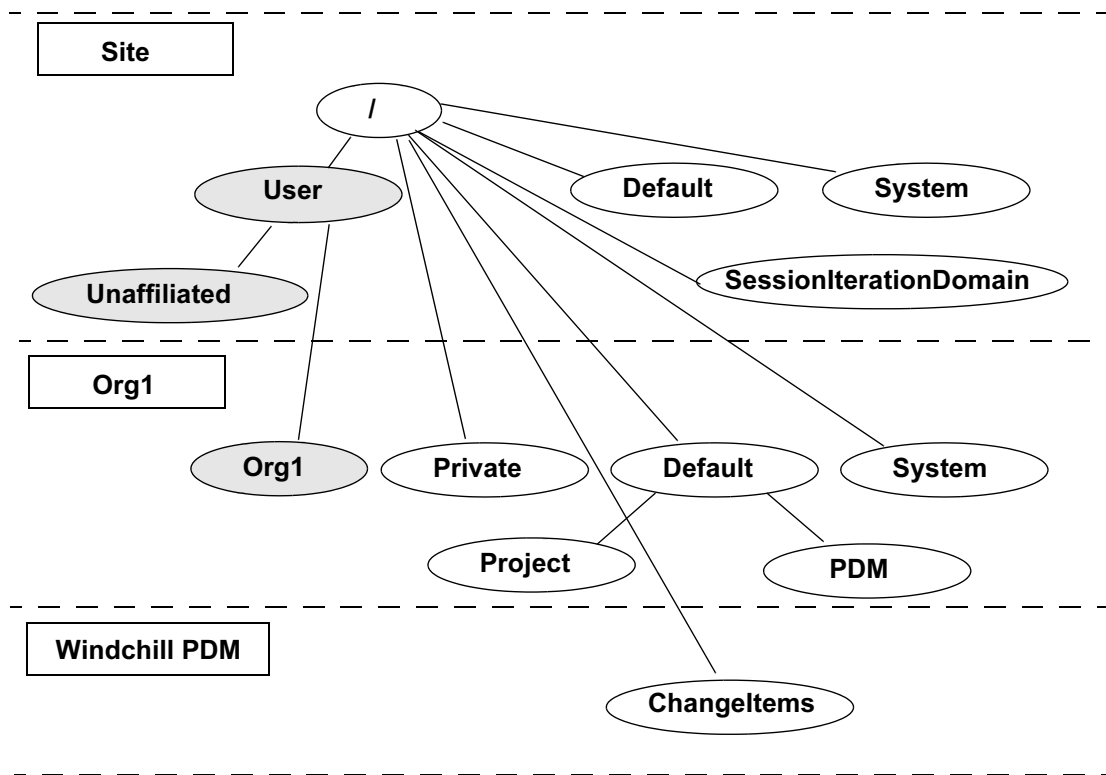 Site
/
User
Default
System
Unaffiliated
SessionIterationDomain
Org1
Org1
Private
Default
System
Project
PDM
Windchill PDM
ChangeItems